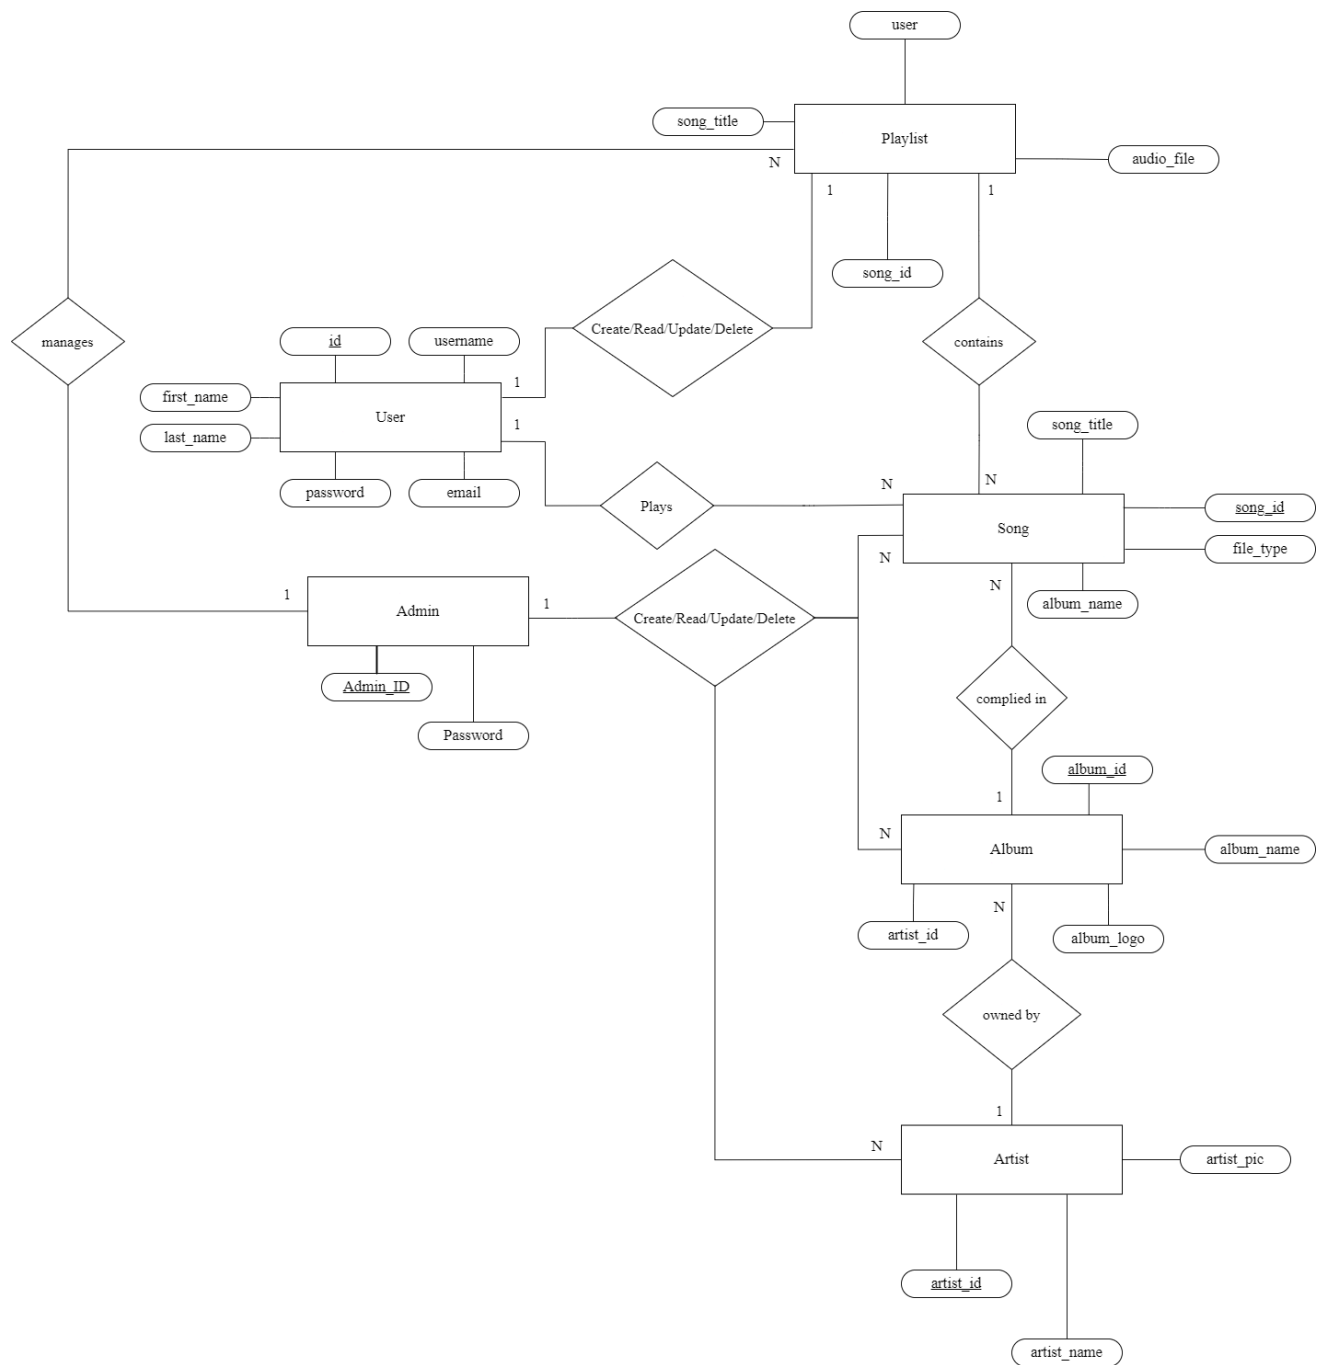 user
song_title
Playlist
audio_file
N
1
1
song_id
manages
Create/Read/Update/Delete
contains
id
username
1
first_name
User
last_name
1
song_title
password
email
Plays
N
N
song_id
Song
file_type
N
N
album_name
1
Admin
1
Create/Read/Update/Delete
Admin_ID
Password
complied in
album_id
1
N
Album
album_name
N
artist_id
album_logo
owned by
1
N
Artist
artist_pic
artist_id
artist_name